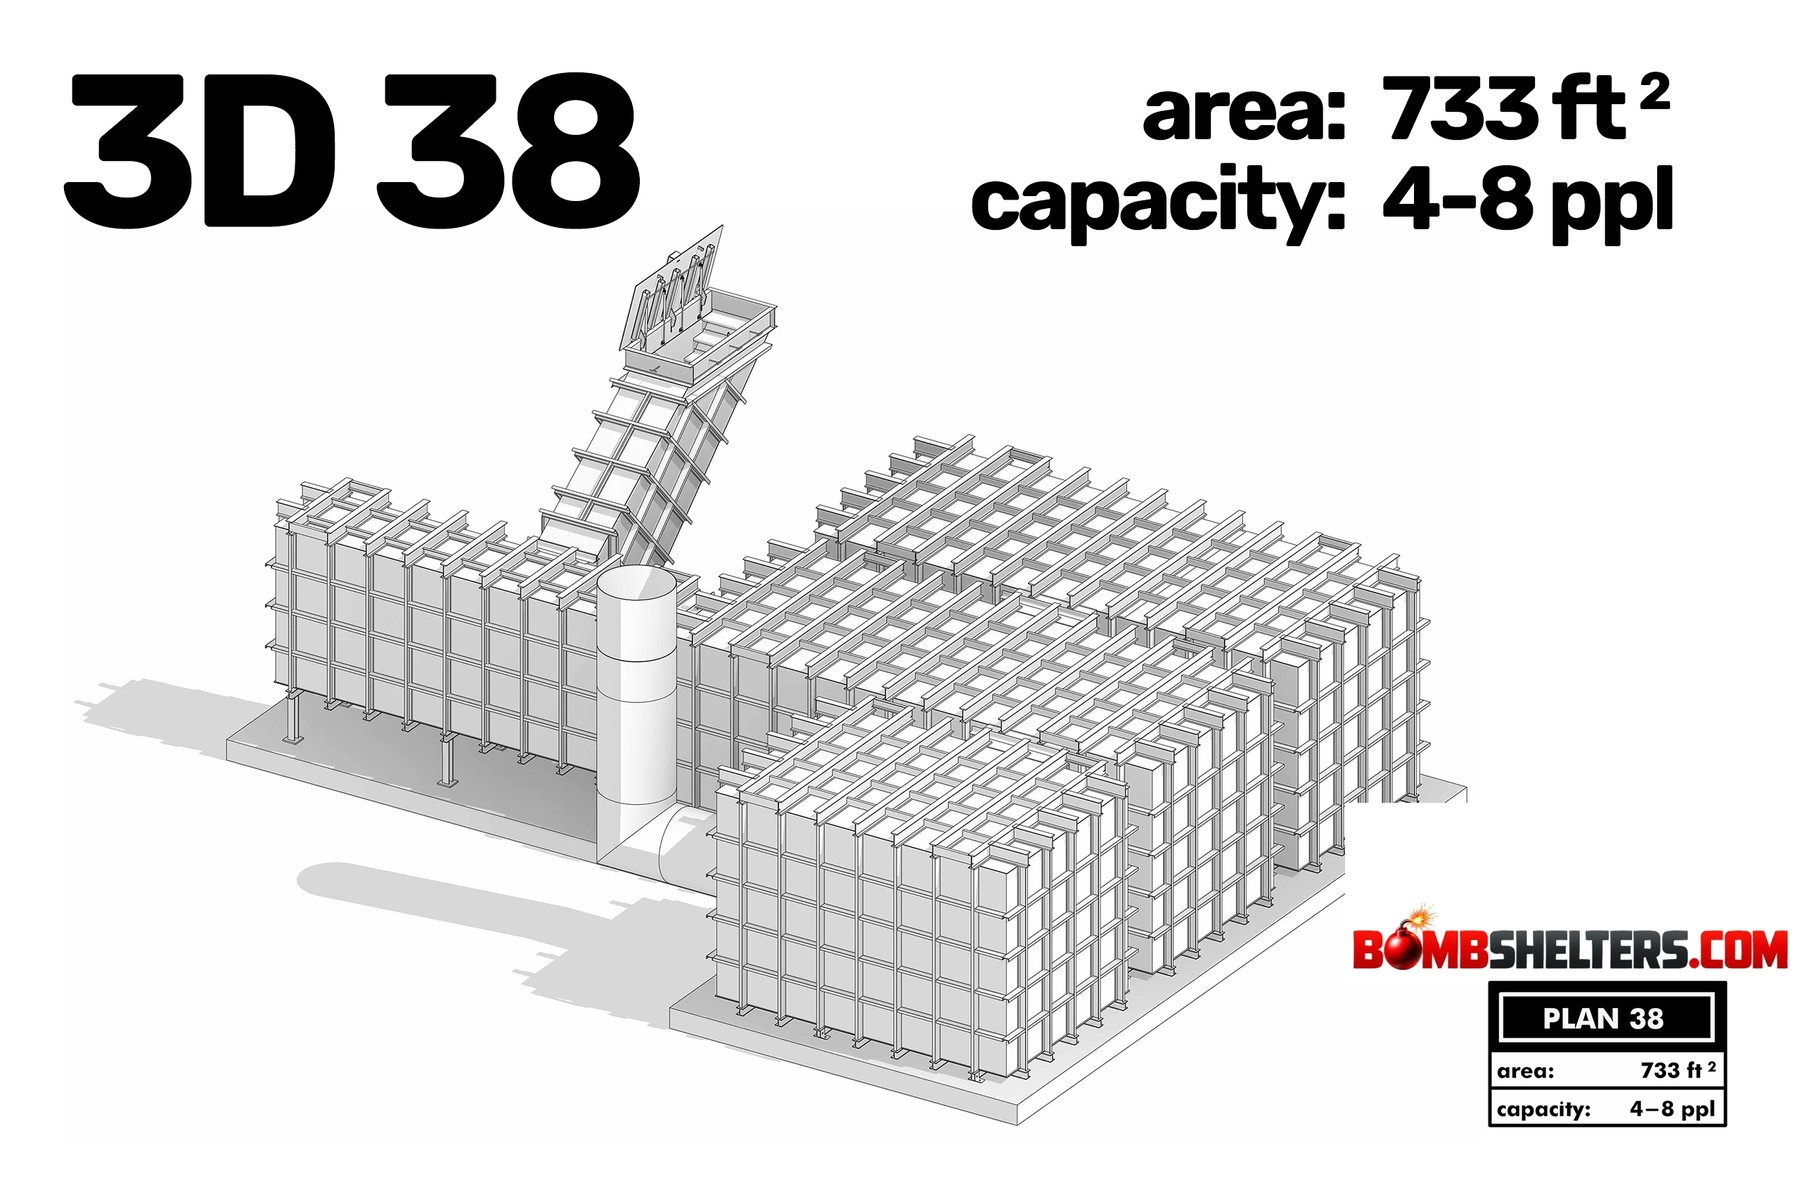 3D 38
area: 733 ft ²
capacity: 4-8 ppl
BOMBSHELTERS.COM
PLAN 38
area: 733 ft ²
capacity: 4–8 ppl